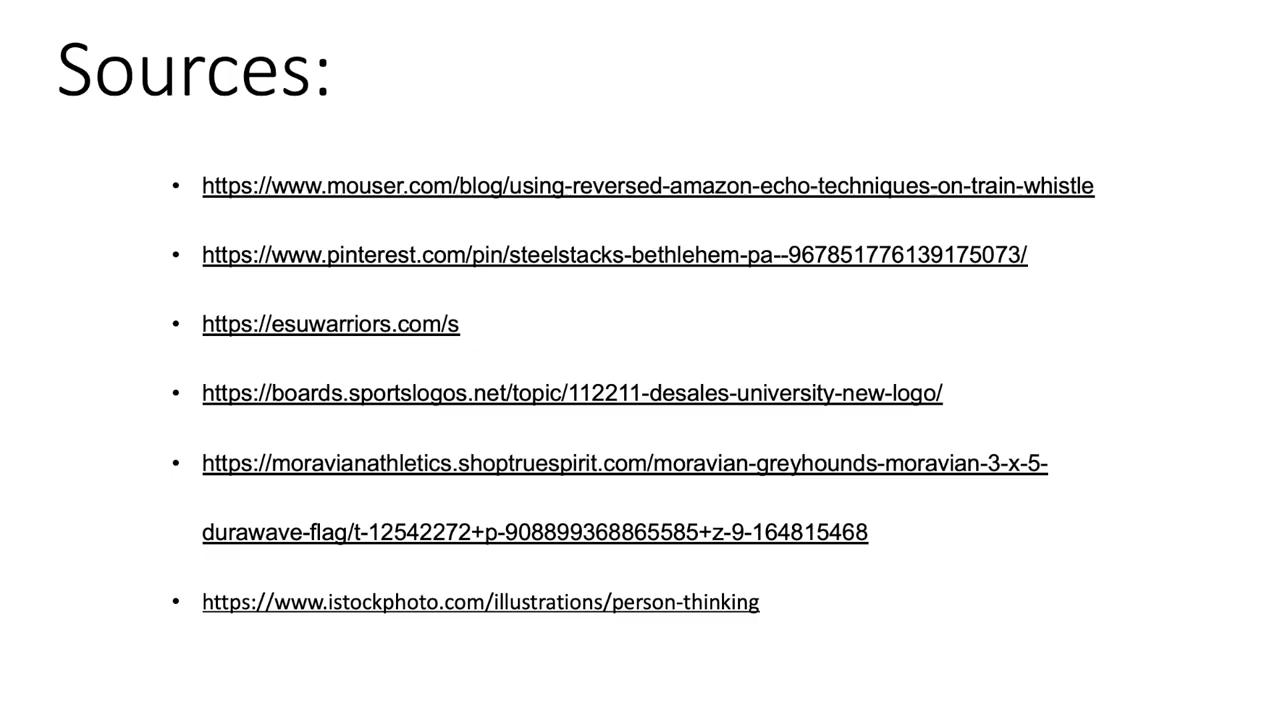 Sources:
• https://www.mouser.com/blog/using-reversed-amazon-echo-techniques-on-train-whistle
• https://www.pinterest.com/pin/steelstacks-bethlehem-pa--967851776139175073/
• https://esuwarriors.com/s
• https://boards.sportslogos.net/topic/112211-desales-university-new-logo/
• https://moravianathletics.shoptruespirit.com/moravian-greyhounds-moravian-3-x-5-
durawave-flag/t-12542272+p-908899368865585+z-9-164815468
• https://www.istockphoto.com/illustrations/person-thinking